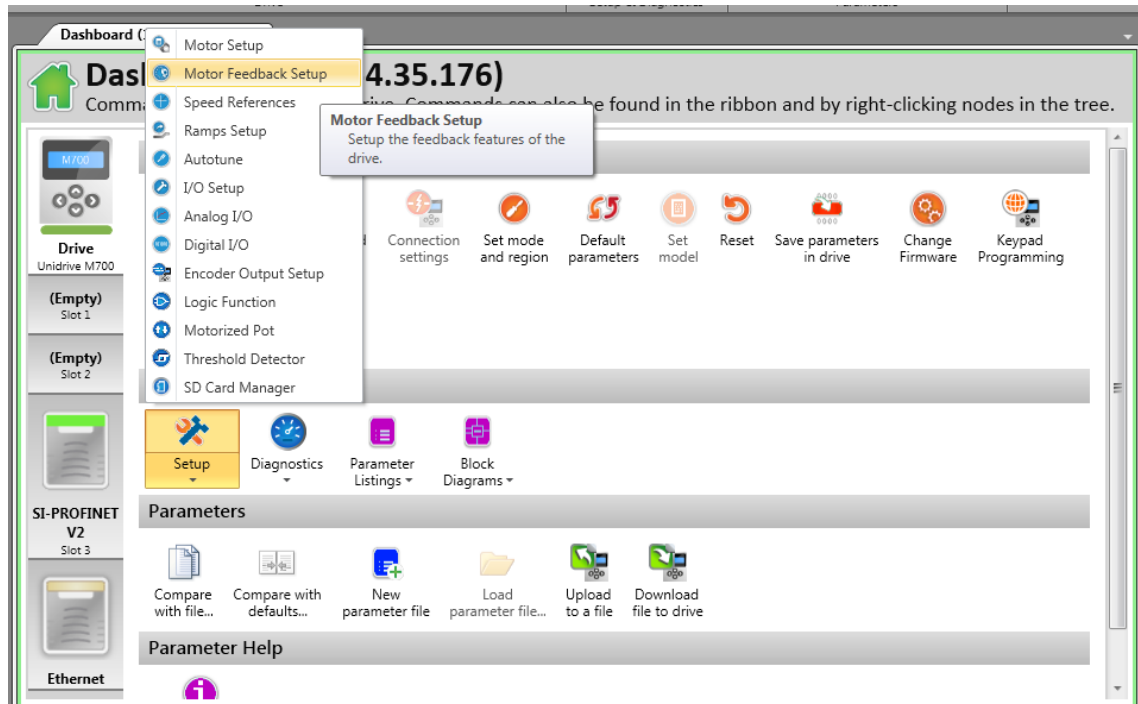 Dashboard (
Motor Setup
Motor Feedback Setup
Speed References
Ramps Setup
Autotune
I/O Setup
Analog I/O
Digital I/O
Encoder Output Setup
Logic Function
Motorized Pot
Threshold Detector
SD Card Manager
4.35.176)
Commands can also be found in the ribbon and by right-clicking nodes in the tree.
Motor Feedback Setup
Setup the feedback features of the
drive.
M700
Drive
Unidrive M700
(Empty)
Slot 1
(Empty)
Slot 2
SI-PROFINET
V2
Slot 3
Ethernet
Connection
settings
Set mode
and region
Default
parameters
Set
model
Reset
Save parameters
in drive
Change
Firmware
Keypad
Programming
Setup
Diagnostics
Parameter
Listings
Block
Diagrams
Parameters
Compare
with file...
Compare with
defaults...
New
parameter file
Load
parameter file...
Upload
to a file
Download
file to drive
Parameter Help